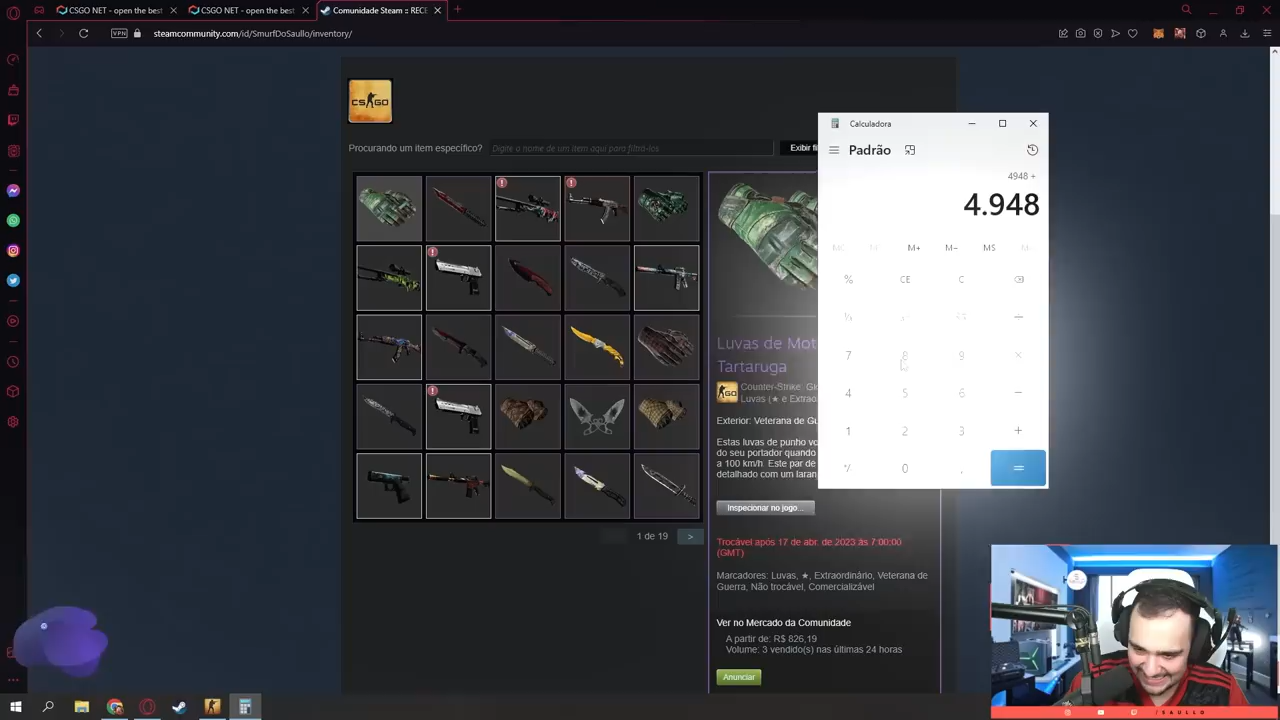 CSGO NET - open the best
CSGO NET - open the best
Comunidade Steam :: RECE
VPN
steamcommunity.com/id/SmurfDoSaullo/inventory/
CS GO
Procurando um item específico?
Digite o nome de um item aqui para filtrá-los
Exibir fil
Calculadora
Padrão
4948 +
4.948
M+
M−
MS
%
CE
C
7
8
9
×
4
5
6
−
1
2
3
+
⁺/₋
0
,
=
1 de 19
>
Luvas de Mot
Tartaruga
Counter-Strike: Glo
Luvas (★ e Extraord
Exterior: Veterana de Gu
Estas luvas de punho vo
do seu portador quando
a 100 km/h. Este par de
detalhado com um laran
Inspecionar no jogo...
Trocável após 17 de abr. de 2023 às 7:00:00
(GMT)
Marcadores: Luvas, ★, Extraordinário, Veterana de
Guerra, Não trocável, Comercializável
Ver no Mercado da Comunidade
A partir de: R$ 826,19
Volume: 3 vendido(s) nas últimas 24 horas
Anunciar
/SAULLO